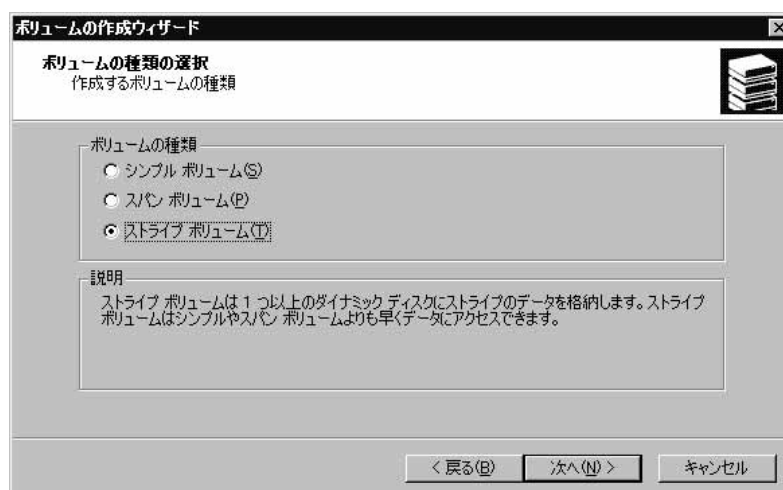 ボリュームの作成ウィザード
ボリュームの種類の選択
作成するボリュームの種類
ボリュームの種類
シンプル ボリューム(S)
スパン ボリューム(P)
ストライプ ボリューム(T)
説明
ストライプ ボリュームは 1 つ以上のダイナミック ディスクにストライプのデータを格納します。ストライプ
ボリュームはシンプルやスパン ボリュームよりも早くデータにアクセスできます。
< 戻る(B)
次へ(N) >
キャンセル